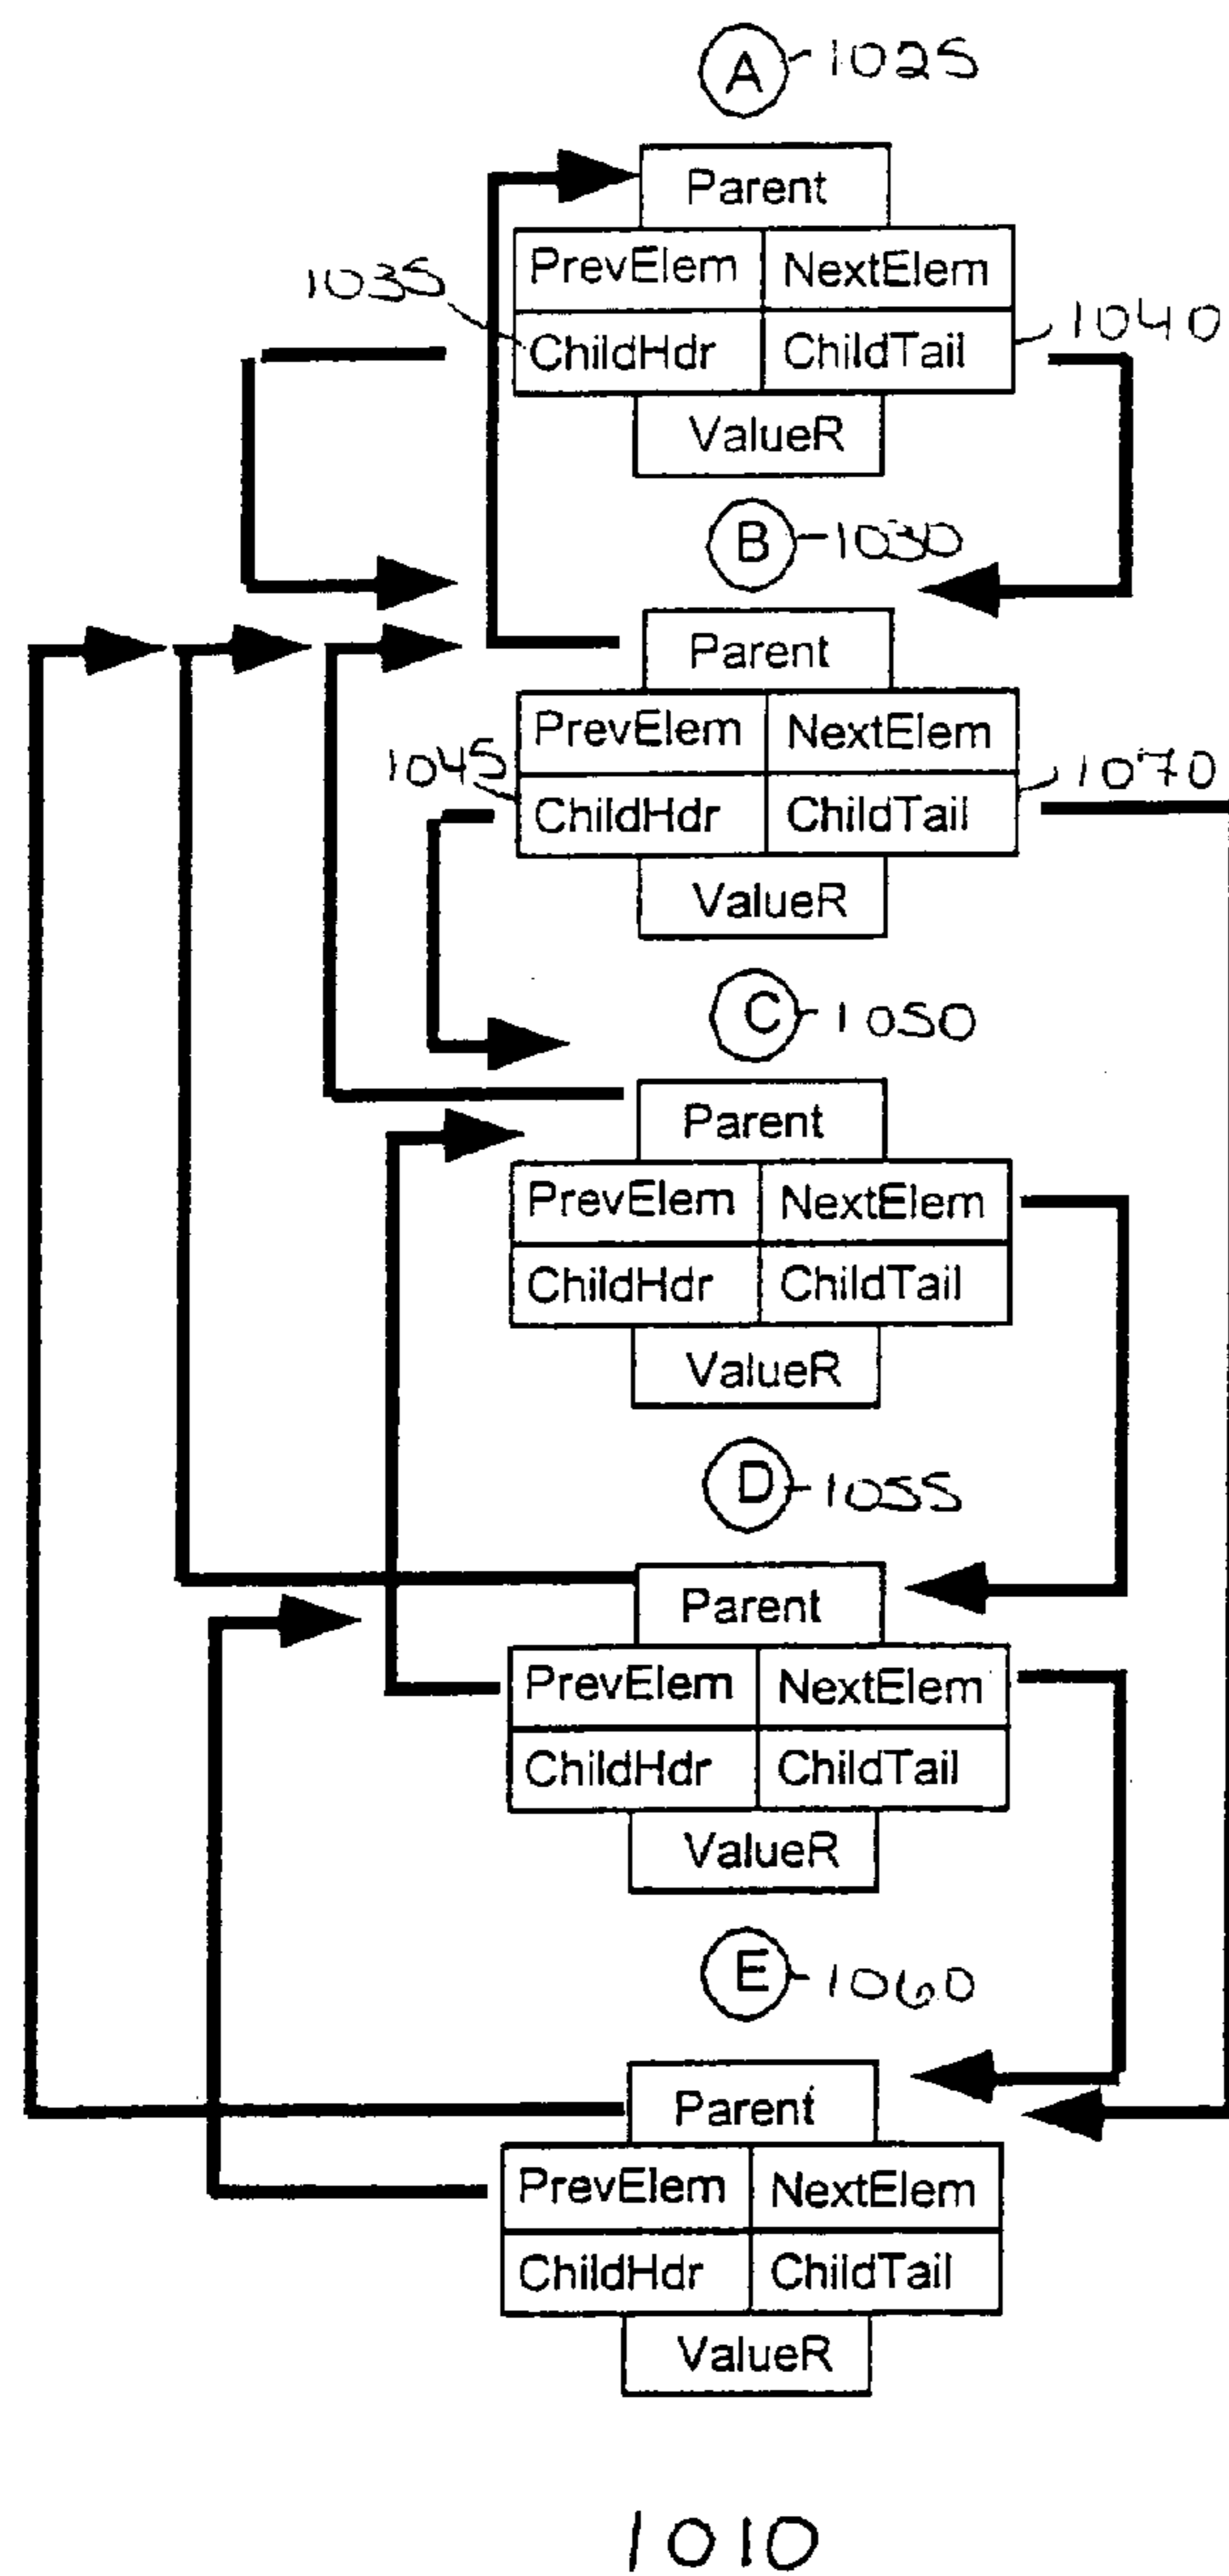 A 1025
Parent
PrevElem NextElem
1035 ChildHdr ChildTail 1040
ValueR
B 1030
Parent
PrevElem NextElem
1045 ChildHdr ChildTail 1070
ValueR
C 1050
Parent
PrevElem NextElem
ChildHdr ChildTail
ValueR
D 1055
Parent
PrevElem NextElem
ChildHdr ChildTail
ValueR
E 1060
Parent
PrevElem NextElem
ChildHdr ChildTail
ValueR
1010